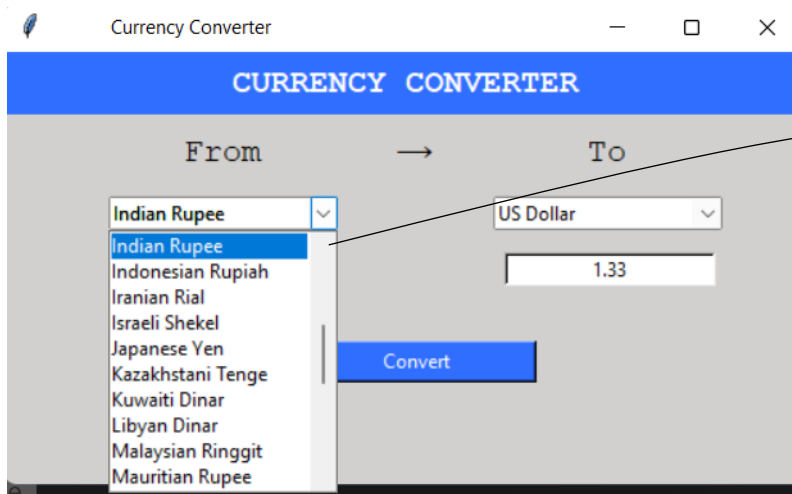 Currency Converter
CURRENCY CONVERTER
From → To
Indian Rupee US Dollar
Indian Rupee
Indonesian Rupiah 1.33
Iranian Rial
Israeli Shekel
Japanese Yen
Kazakhstani Tenge Convert
Kuwaiti Dinar
Libyan Dinar
Malaysian Ringgit
Mauritian Rupee